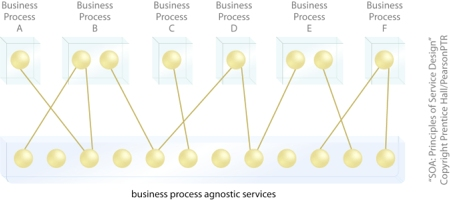 Business
Process
A
Business
Process
B
Business
Process
C
Business
Process
D
Business
Process
E
Business
Process
F
business process agnostic services
"SOA: Principles of Service Design"
Copyright Prentice Hall/PearsonPTR